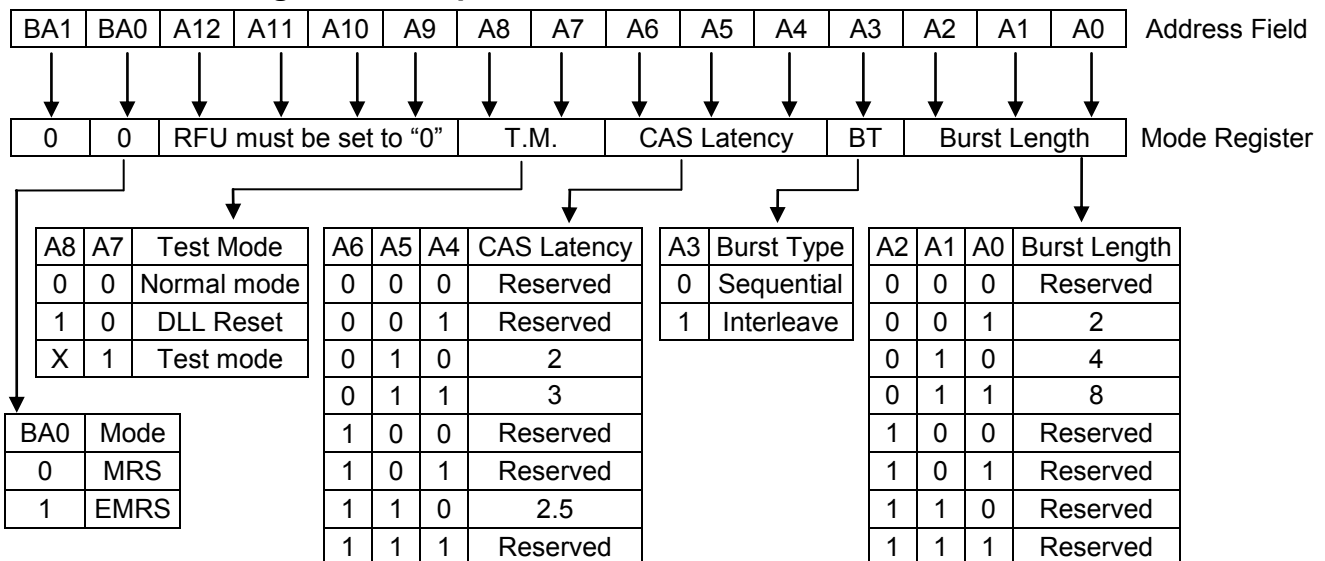 BA1 BA0 A12 A11 A10 A9 A8 A7 A6 A5 A4 A3 A2 A1 A0 Address Field
0 0 RFU must be set to “0” T.M. CAS Latency BT Burst Length Mode Register
A8 A7 Test Mode
0 0 Normal mode
1 0 DLL Reset
X 1 Test mode
BA0 Mode
0 MRS
1 EMRS
A6 A5 A4 CAS Latency
0 0 0 Reserved
0 0 1 Reserved
0 1 0 2
0 1 1 3
1 0 0 Reserved
1 0 1 Reserved
1 1 0 2.5
1 1 1 Reserved
A3 Burst Type
0 Sequential
1 Interleave
A2 A1 A0 Burst Length
0 0 0 Reserved
0 0 1 2
0 1 0 4
0 1 1 8
1 0 0 Reserved
1 0 1 Reserved
1 1 0 Reserved
1 1 1 Reserved